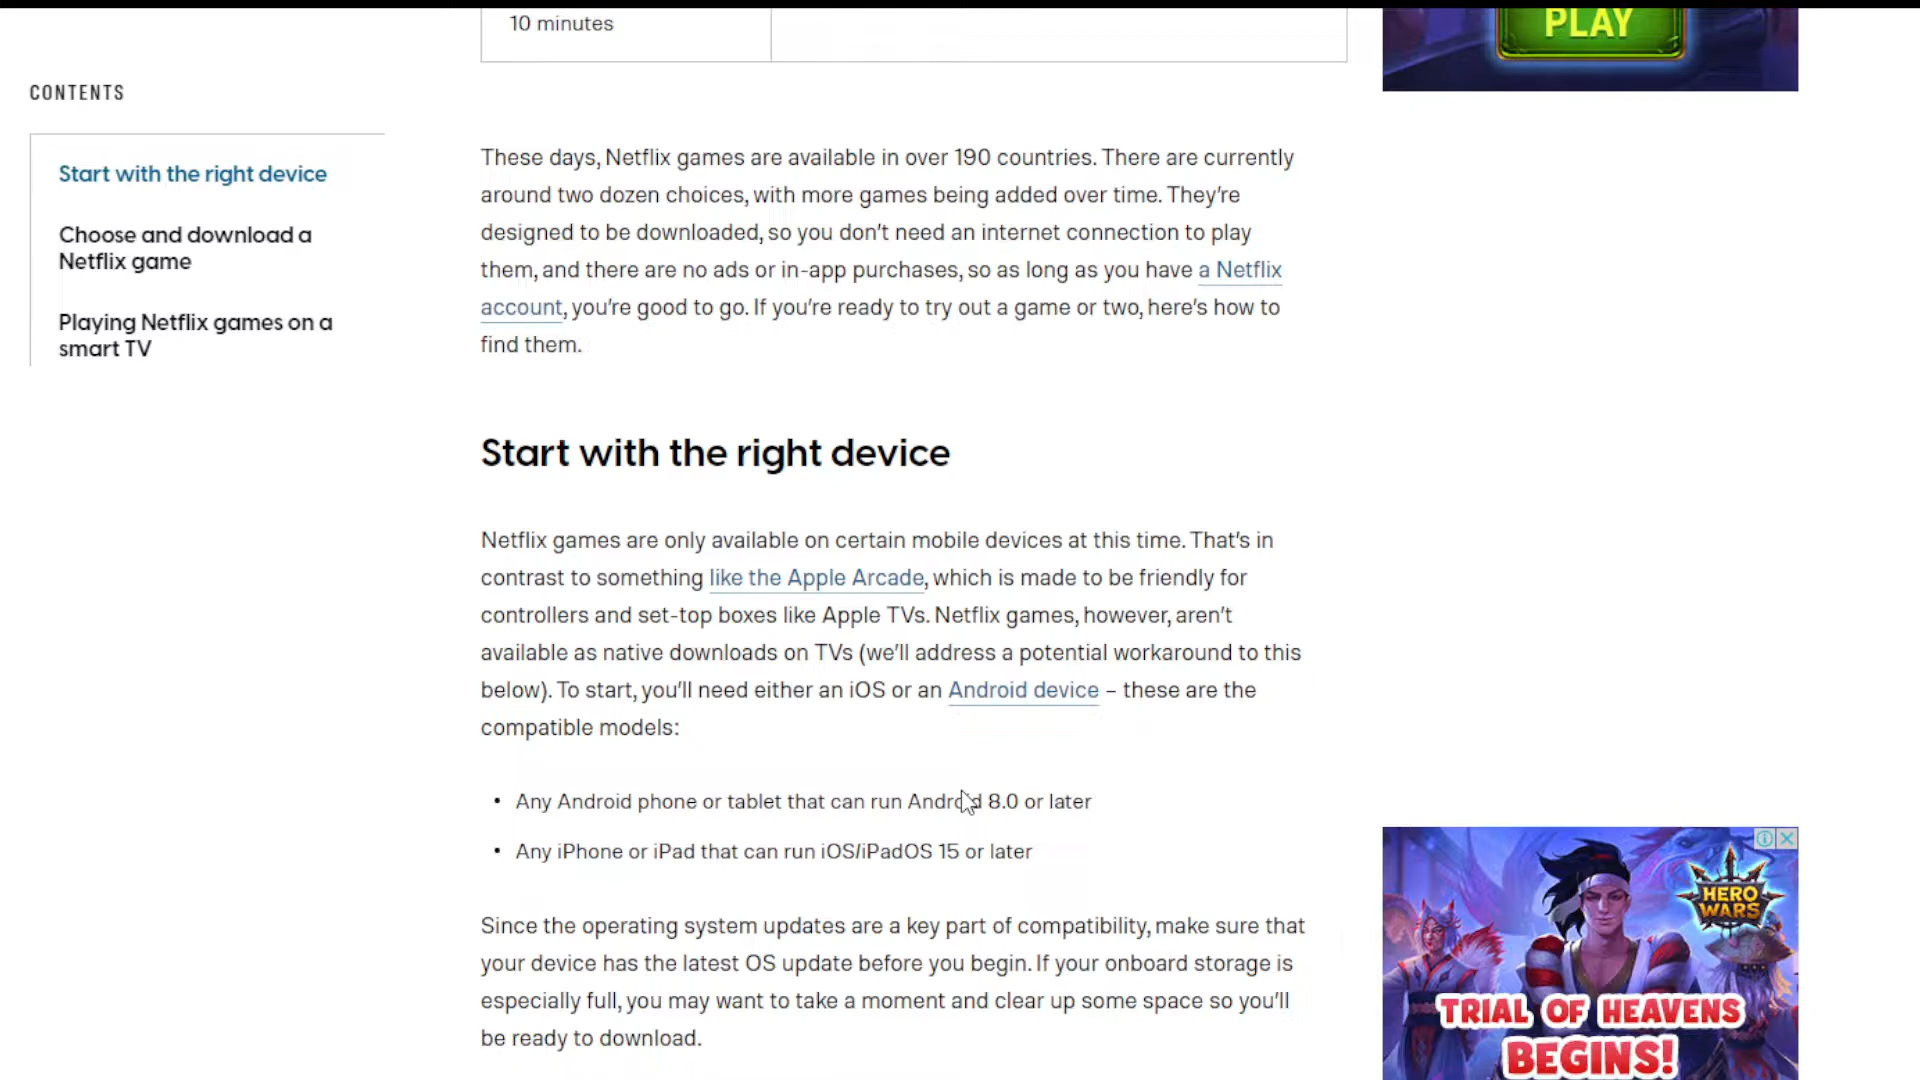 10 minutes
PLAY
CONTENTS
Start with the right device
Choose and download a
Netflix game
Playing Netflix games on a
smart TV
These days, Netflix games are available in over 190 countries. There are currently
around two dozen choices, with more games being added over time. They're
designed to be downloaded, so you don't need an internet connection to play
them, and there are no ads or in-app purchases, so as long as you have a Netflix
account, you're good to go. If you're ready to try out a game or two, here's how to
find them.
Start with the right device
Netflix games are only available on certain mobile devices at this time. That's in
contrast to something like the Apple Arcade, which is made to be friendly for
controllers and set-top boxes like Apple TVs. Netflix games, however, aren't
available as native downloads on TVs (we'll address a potential workaround to this
below). To start, you'll need either an iOS or an Android device – these are the
compatible models:
• Any Android phone or tablet that can run Android 8.0 or later
• Any iPhone or iPad that can run iOS/iPadOS 15 or later
Since the operating system updates are a key part of compatibility, make sure that
your device has the latest OS update before you begin. If your onboard storage is
especially full, you may want to take a moment and clear up some space so you'll
be ready to download.
HERO
WARS
TRIAL OF HEAVENS
BEGINS!